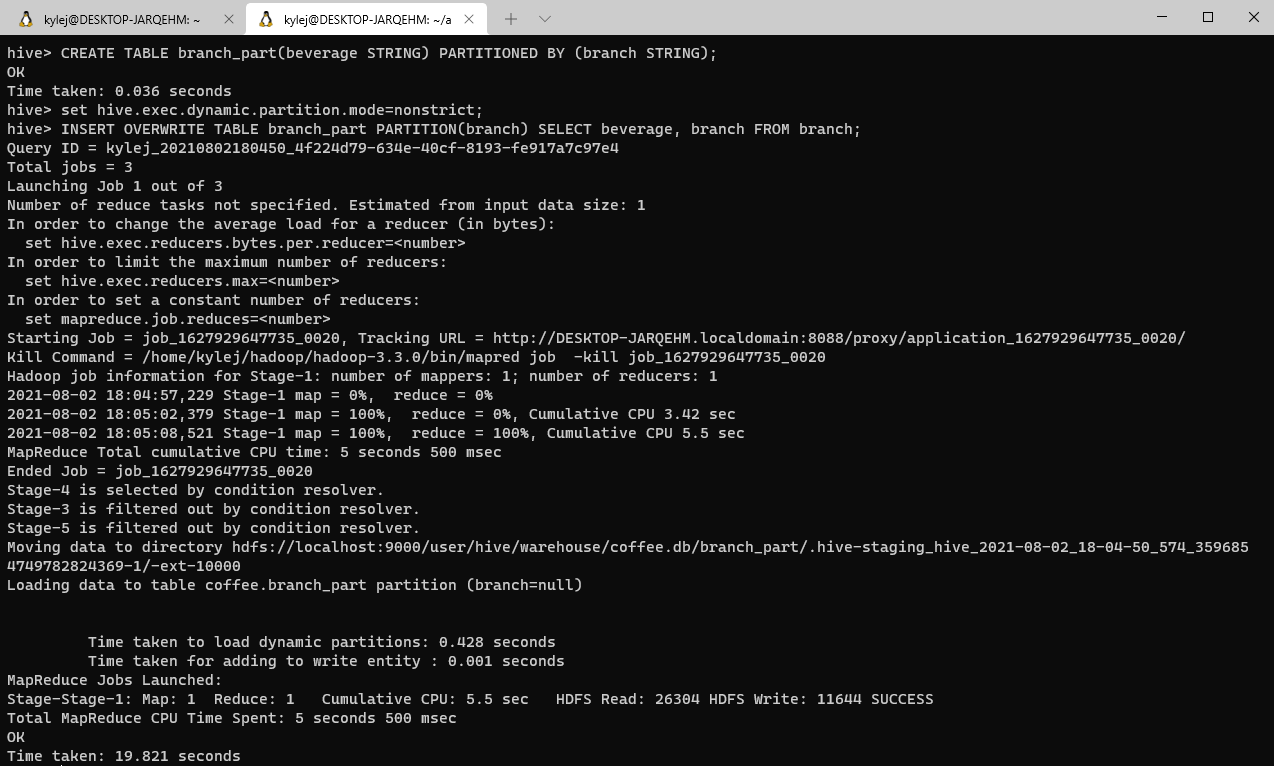 kylej@DESKTOP-JARQEHM: ~
kylej@DESKTOP-JARQEHM: ~/a
hive> CREATE TABLE branch_part(beverage STRING) PARTITIONED BY (branch STRING);
OK
Time taken: 0.036 seconds
hive> set hive.exec.dynamic.partition.mode=nonstrict;
hive> INSERT OVERWRITE TABLE branch_part PARTITION(branch) SELECT beverage, branch FROM branch;
Query ID = kylej_20210802180450_4f224d79-634e-40cf-8193-fe917a7c97e4
Total jobs = 3
Launching Job 1 out of 3
Number of reduce tasks not specified. Estimated from input data size: 1
In order to change the average load for a reducer (in bytes):
  set hive.exec.reducers.bytes.per.reducer=<number>
In order to limit the maximum number of reducers:
  set hive.exec.reducers.max=<number>
In order to set a constant number of reducers:
  set mapreduce.job.reduces=<number>
Starting Job = job_1627929647735_0020, Tracking URL = http://DESKTOP-JARQEHM.localdomain:8088/proxy/application_1627929647735_0020/
Kill Command = /home/kylej/hadoop/hadoop-3.3.0/bin/mapred job  -kill job_1627929647735_0020
Hadoop job information for Stage-1: number of mappers: 1; number of reducers: 1
2021-08-02 18:04:57,229 Stage-1 map = 0%,  reduce = 0%
2021-08-02 18:05:02,379 Stage-1 map = 100%,  reduce = 0%, Cumulative CPU 3.42 sec
2021-08-02 18:05:08,521 Stage-1 map = 100%,  reduce = 100%, Cumulative CPU 5.5 sec
MapReduce Total cumulative CPU time: 5 seconds 500 msec
Ended Job = job_1627929647735_0020
Stage-4 is selected by condition resolver.
Stage-3 is filtered out by condition resolver.
Stage-5 is filtered out by condition resolver.
Moving data to directory hdfs://localhost:9000/user/hive/warehouse/coffee.db/branch_part/.hive-staging_hive_2021-08-02_18-04-50_574_359685
4749782824369-1/-ext-10000
Loading data to table coffee.branch_part partition (branch=null)
Time taken to load dynamic partitions: 0.428 seconds
Time taken for adding to write entity : 0.001 seconds
MapReduce Jobs Launched:
Stage-Stage-1: Map: 1  Reduce: 1   Cumulative CPU: 5.5 sec   HDFS Read: 26304 HDFS Write: 11644 SUCCESS
Total MapReduce CPU Time Spent: 5 seconds 500 msec
OK
Time taken: 19.821 seconds